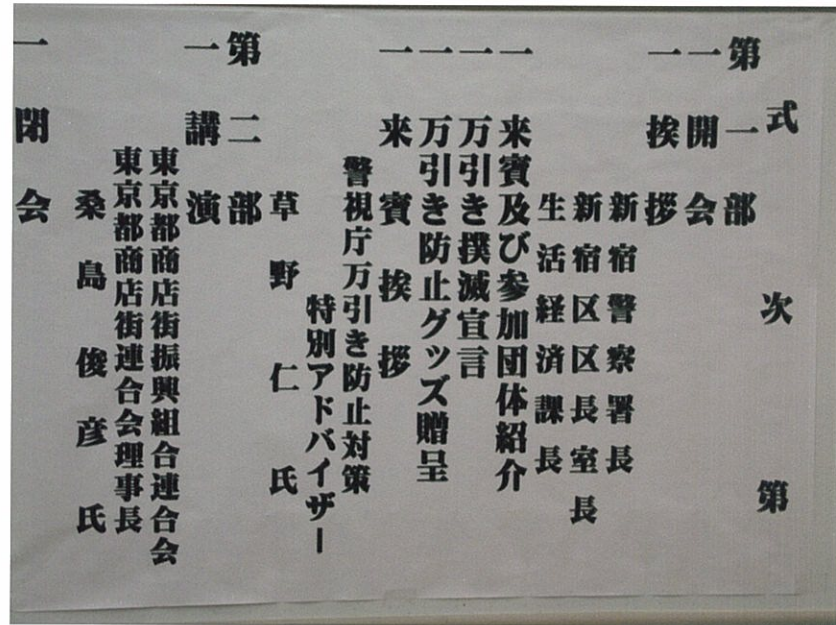 式次第
第一部
一開会
一挨拶
新宿警察署長
新宿区区長室長
生活経済課長
一来賓及び参加団体紹介
一万引き撲滅宣言
一万引き防止グッズ贈呈
一来賓挨拶
警視庁万引き防止対策
特別アドバイザー
草野仁氏
第二部
一講演
東京都商店街振興組合連合会
東京都商店街連合会理事長
桑島俊彦氏
一閉会